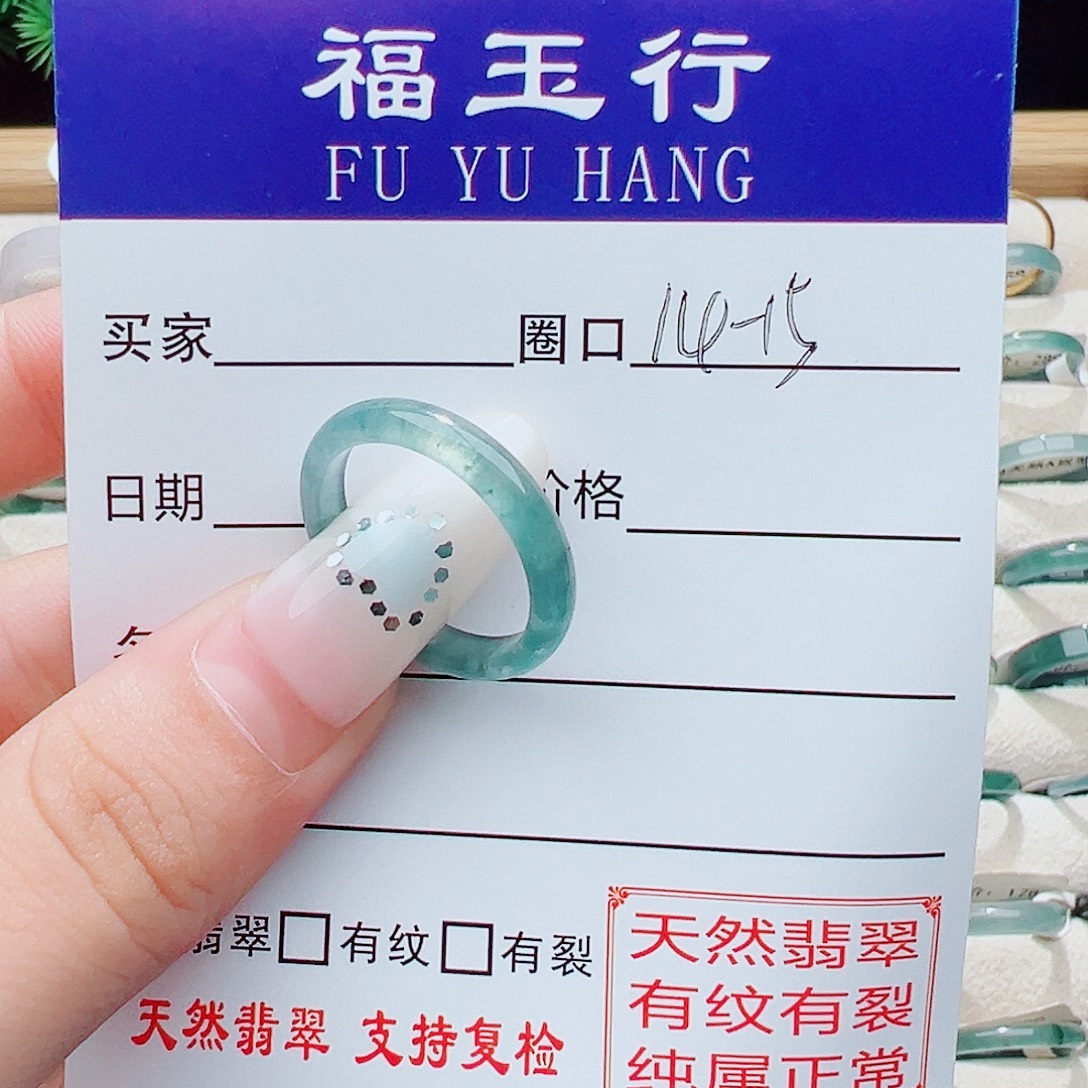 福玉行
FU YU HANG
买家 圈口 14-15
日期 价格
翡翠 有纹 有裂
天然翡翠 支持复检
天然翡翠
有纹有裂
纯属正常